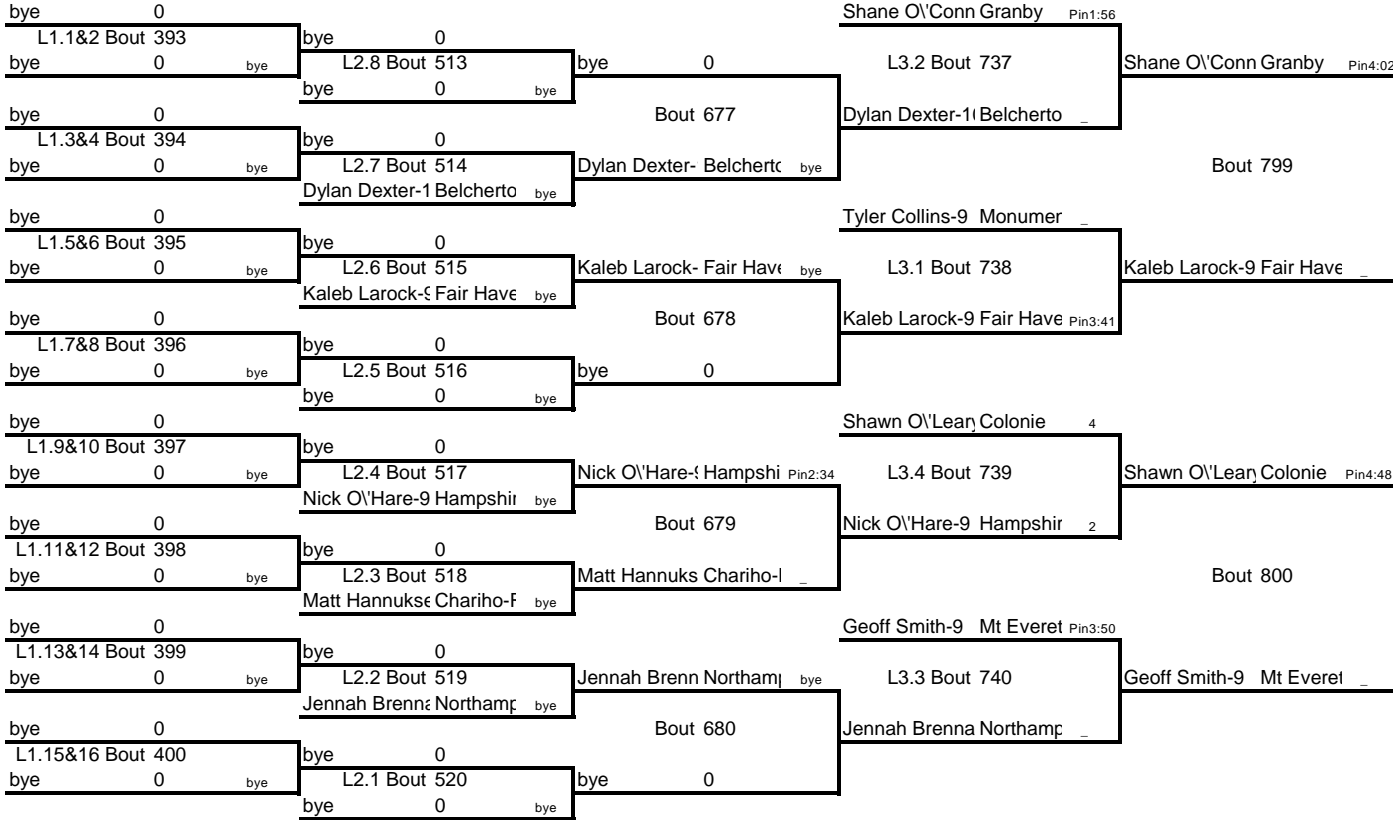 bye 0 Shane O\'Conn Granby Pin1:56
L1.1&2 Bout 393 bye 0
bye 0 bye L2.8 Bout 513 bye 0 L3.2 Bout 737 Shane O\'Conn Granby Pin4:02
bye 0 bye
bye 0 Bout 677 Dylan Dexter-1( Belcherto _
L1.3&4 Bout 394 bye 0
bye 0 bye L2.7 Bout 514 Dylan Dexter- Belcherto bye Bout 799
Dylan Dexter-1 Belcherto bye
bye 0 Tyler Collins-9 Monumer _
L1.5&6 Bout 395 bye 0
bye 0 bye L2.6 Bout 515 Kaleb Larock- Fair Have bye L3.1 Bout 738 Kaleb Larock-9 Fair Have _
Kaleb Larock-9 Fair Have bye
bye 0 Bout 678 Kaleb Larock-9 Fair Have Pin3:41
L1.7&8 Bout 396 bye 0
bye 0 bye L2.5 Bout 516 bye 0
bye 0 bye
bye 0 Shawn O\'Leary Colonie 4
L1.9&10 Bout 397 bye 0
bye 0 bye L2.4 Bout 517 Nick O\'Hare-9 Hampshi Pin2:34 L3.4 Bout 739 Shawn O\'Leary Colonie Pin4:48
Nick O\'Hare-9 Hampshir bye
bye 0 Bout 679 Nick O\'Hare-9 Hampshir 2
L1.11&12 Bout 398 bye 0
bye 0 bye L2.3 Bout 518 Matt Hannuks Chariho-I _ Bout 800
Matt Hannukse Chariho-F bye
bye 0 Geoff Smith-9 Mt Everet Pin3:50
L1.13&14 Bout 399 bye 0
bye 0 bye L2.2 Bout 519 Jennah Brenn Northamp bye L3.3 Bout 740 Geoff Smith-9 Mt Everet _
Jennah Brenna Northamp bye
bye 0 Bout 680 Jennah Brenna Northamp _
L1.15&16 Bout 400 bye 0
bye 0 bye L2.1 Bout 520 bye 0
bye 0 bye